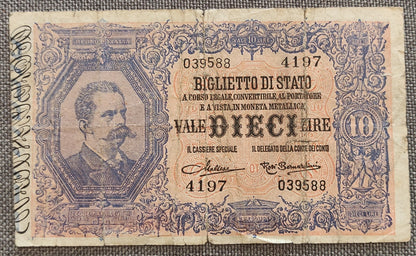 039588 4197
BIGLIETTO DI STATO
A CORSO LEGALE, CONVERTIBILE, AL PORTATORE
E A VISTA, IN MONETA METALLICA
VALE DIECI LIRE
10
IL CASSIERE SPECIALE IL DELEGATO DELLA CORTE DEI CONTI
4197 039588